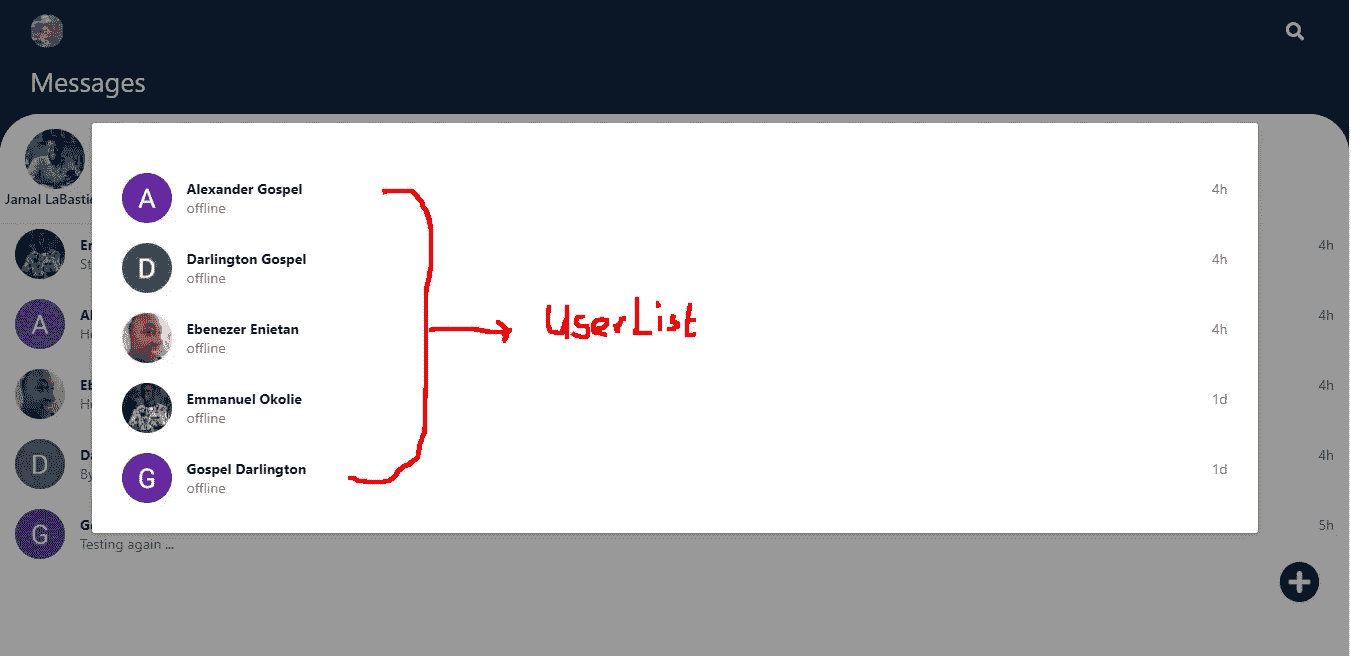 Messages
Jamal LaBastic
A
Alexander Gospel
4h
offline
D
Darlington Gospel
4h
offline
Ebenezer Enietan
4h
offline
Emmanuel Okolie
1d
offline
G
Gospel Darlington
1d
offline
UserList
Er
4h
St
A
Al
4h
He
Eb
4h
He
D
Da
4h
By
G
Go
5h
Testing again ...